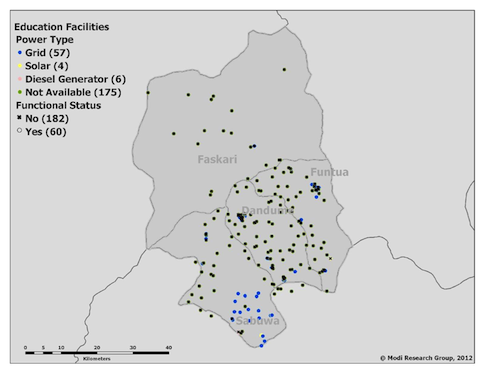 Education Facilities
Power Type
Grid (57)
Solar (4)
Diesel Generator (6)
Not Available (175)
Functional Status
No (182)
Yes (60)
Faskari
Funtua
Dandume
Sabuwa
0 5 10 20 30 40
Kilometers
© Modi Research Group, 2012